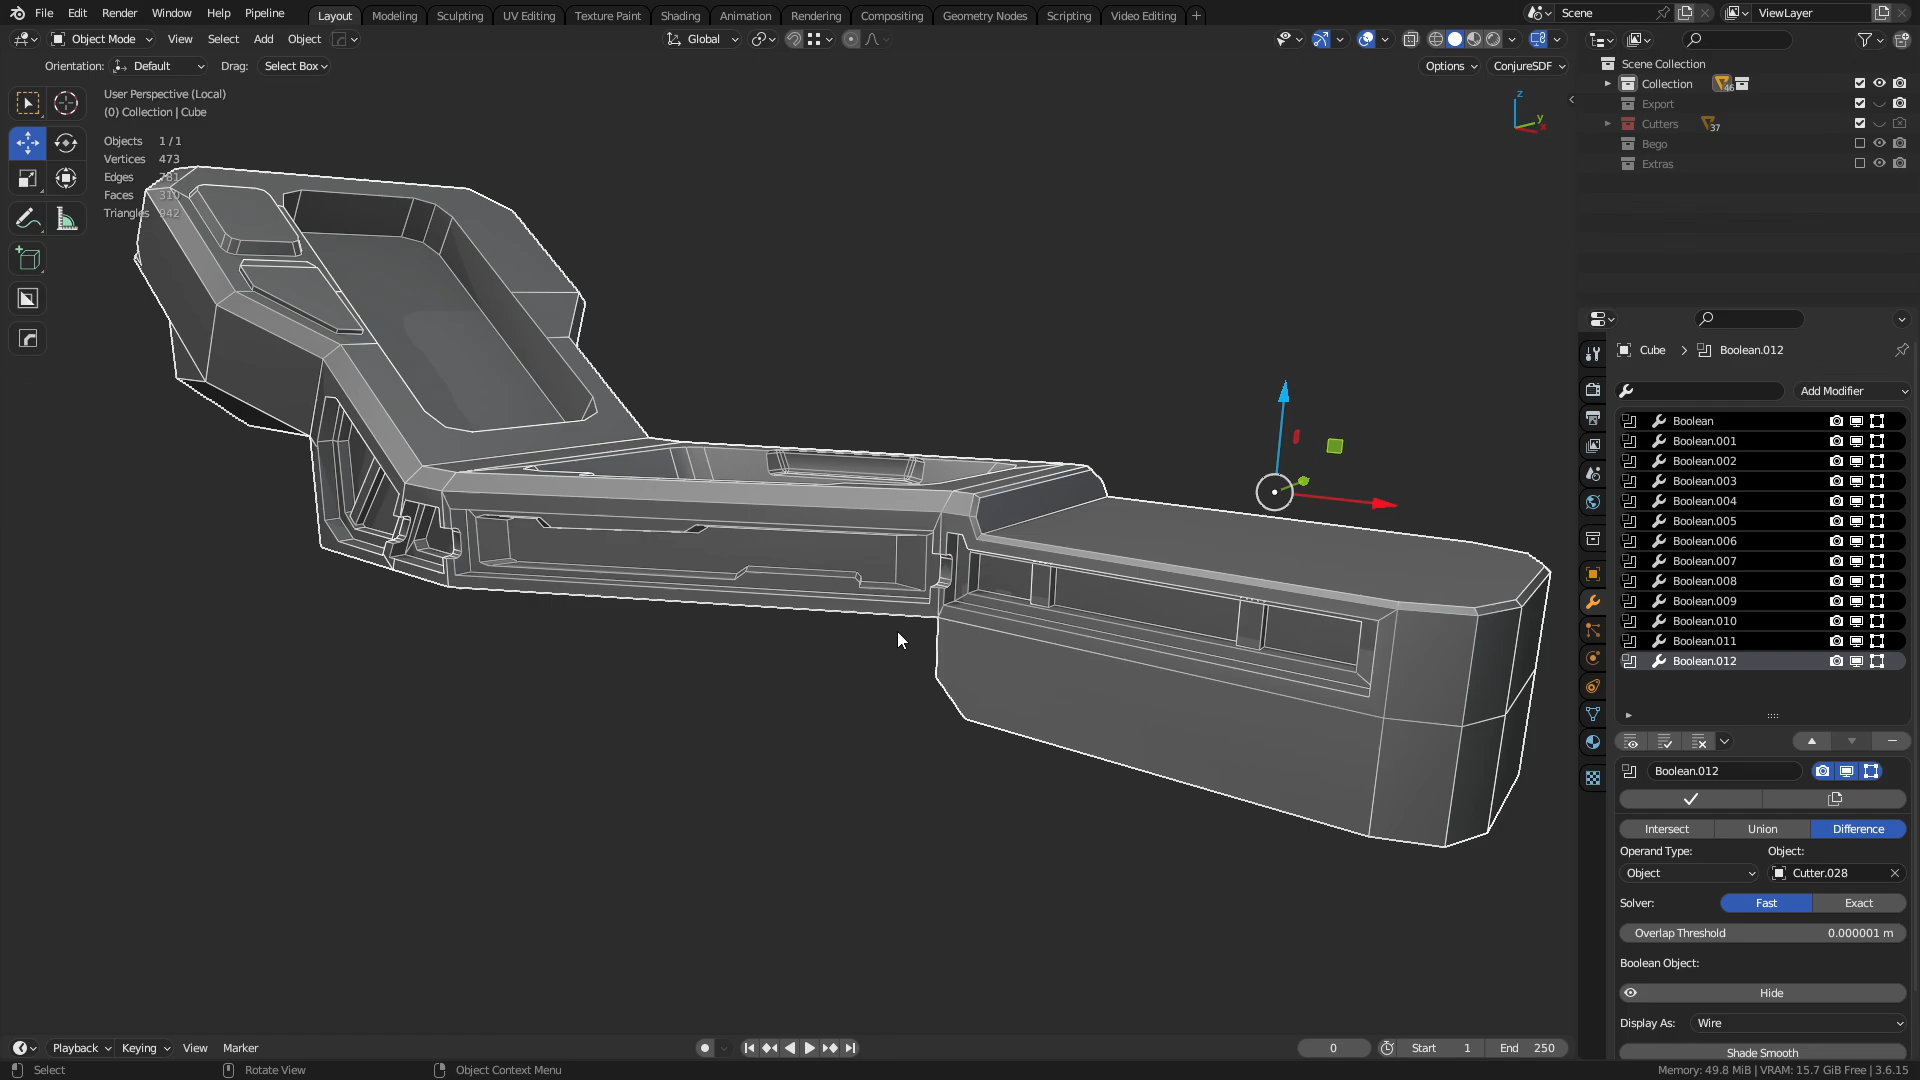 File Edit Render Window Help Pipeline Layout Modeling Sculpting UV Editing Texture Paint Shading Animation Rendering Compositing Geometry Nodes Scripting Video Editing + Scene ViewLayer
Object Mode View Select Add Object Global
Orientation: Default Drag: Select Box Options ConjureSDF
User Perspective (Local)
(0) Collection | Cube
Objects 1 / 1
Vertices 473
Edges 781
Faces 310
Triangles 942
Z
Y
X
Scene Collection
Collection 46
Export
Cutters 37
Bego
Extras
Cube > Boolean.012
Add Modifier
Boolean
Boolean.001
Boolean.002
Boolean.003
Boolean.004
Boolean.005
Boolean.006
Boolean.007
Boolean.008
Boolean.009
Boolean.010
Boolean.011
Boolean.012
Boolean.012
Intersect Union Difference
Operand Type: Object:
Object Cutter.028
Solver: Fast Exact
Overlap Threshold 0.000001 m
Boolean Object:
Hide
Display As: Wire
Shade Smooth
Playback Keying View Marker 0 Start 1 End 250
Select Rotate View Object Context Menu Memory: 49.8 MiB | VRAM: 15.7 GiB Free | 3.6.15